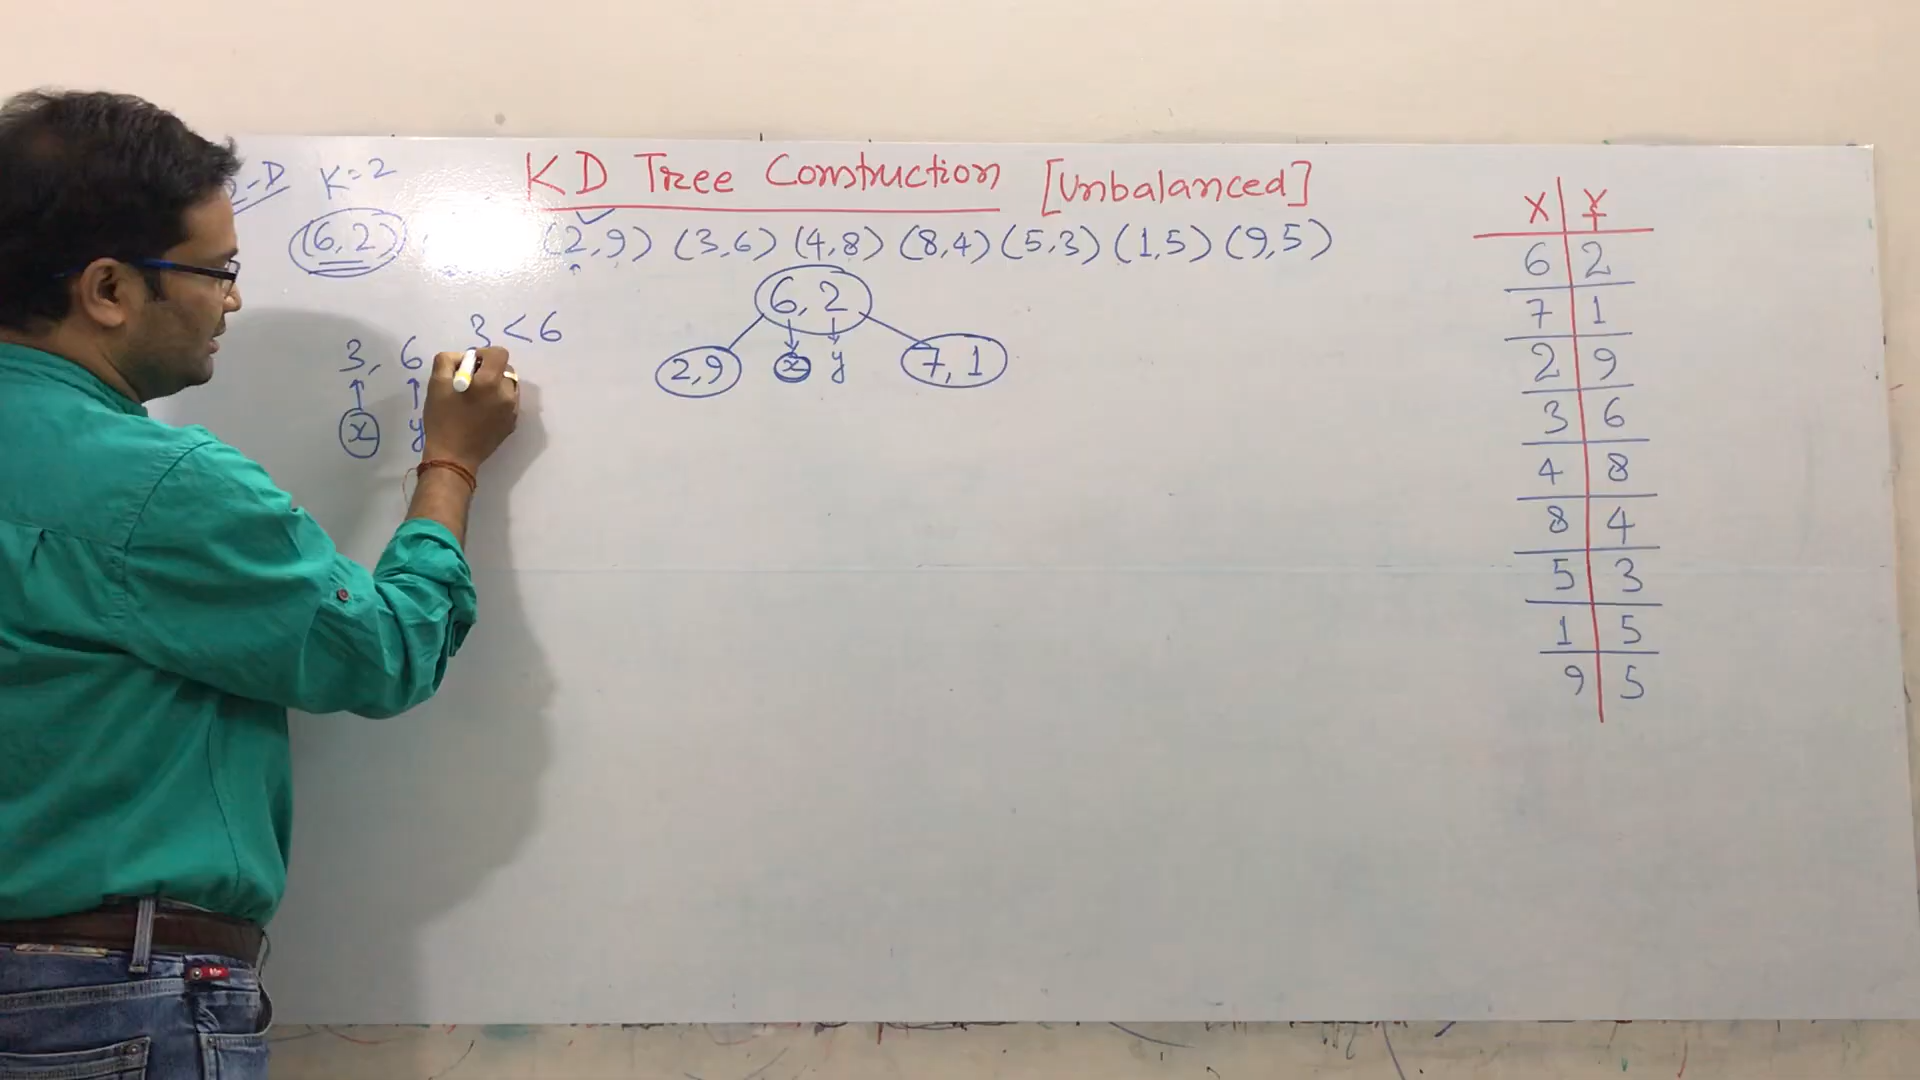 2-D K=2
KD Tree Construction [Unbalanced]
(6,2) (2,9) (3,6) (4,8) (8,4) (5,3) (1,5) (9,5)
6, 2
x y
2,9
7, 1
3 < 6
3, 6
x y
X Y
6 2
7 1
2 9
3 6
4 8
8 4
5 3
1 5
9 5